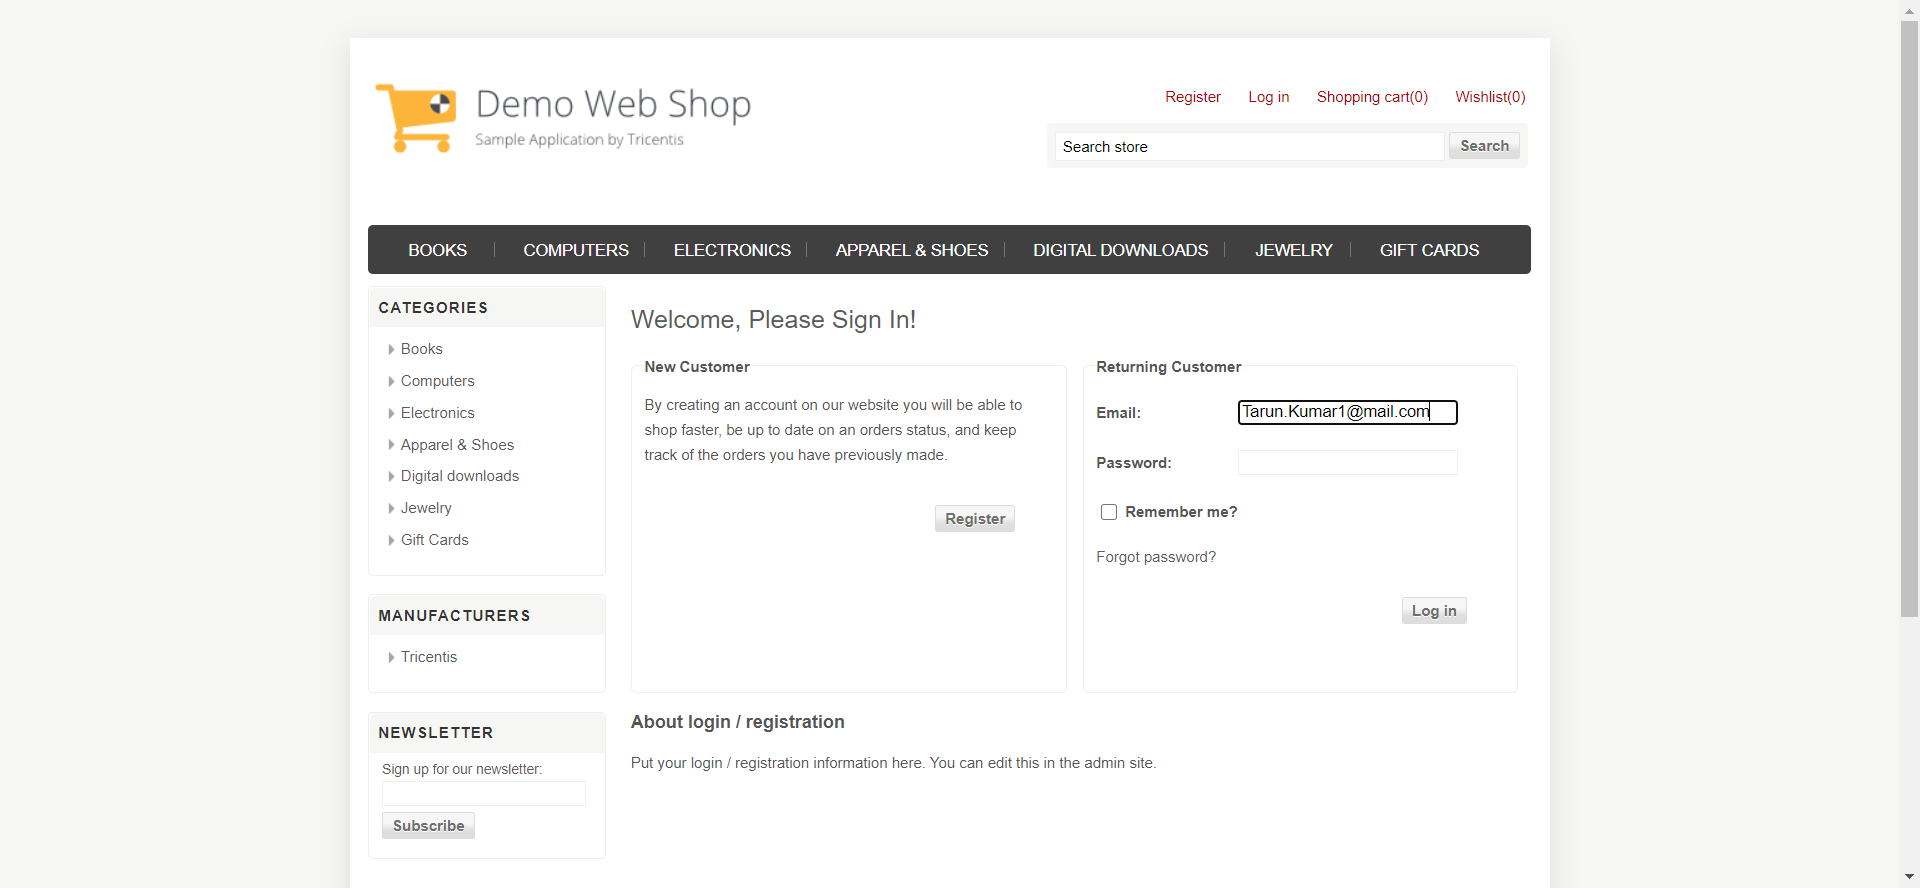 Demo Web Shop
Sample Application by Tricentis
Register Log in Shopping cart(0) Wishlist(0)
Search store Search
BOOKS COMPUTERS ELECTRONICS APPAREL & SHOES DIGITAL DOWNLOADS JEWELRY GIFT CARDS
CATEGORIES
Books
Computers
Electronics
Apparel & Shoes
Digital downloads
Jewelry
Gift Cards
MANUFACTURERS
Tricentis
NEWSLETTER
Sign up for our newsletter:
Subscribe
Welcome, Please Sign In!
New Customer
By creating an account on our website you will be able to
shop faster, be up to date on an orders status, and keep
track of the orders you have previously made.
Register
Returning Customer
Email: Tarun.Kumar1@mail.com
Password:
Remember me?
Forgot password?
Log in
About login / registration
Put your login / registration information here. You can edit this in the admin site.